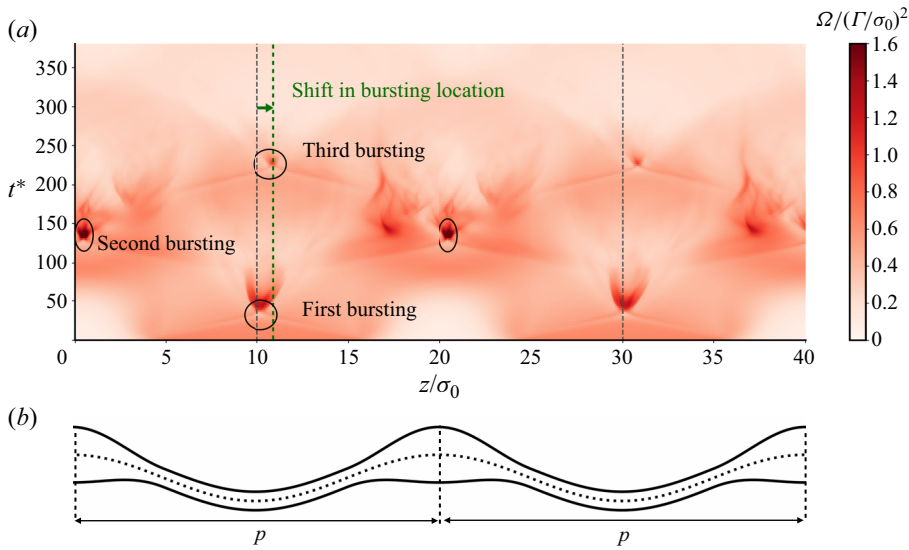 (a)
Ω/(Γ/σ₀)²
350
300
250
200
150
100
50
0
t*
Shift in bursting location
Third bursting
Second bursting
First bursting
0 5 10 15 20 25 30 35 40
z/σ₀
1.6
1.4
1.2
1.0
0.8
0.6
0.4
0.2
0
(b)
p p